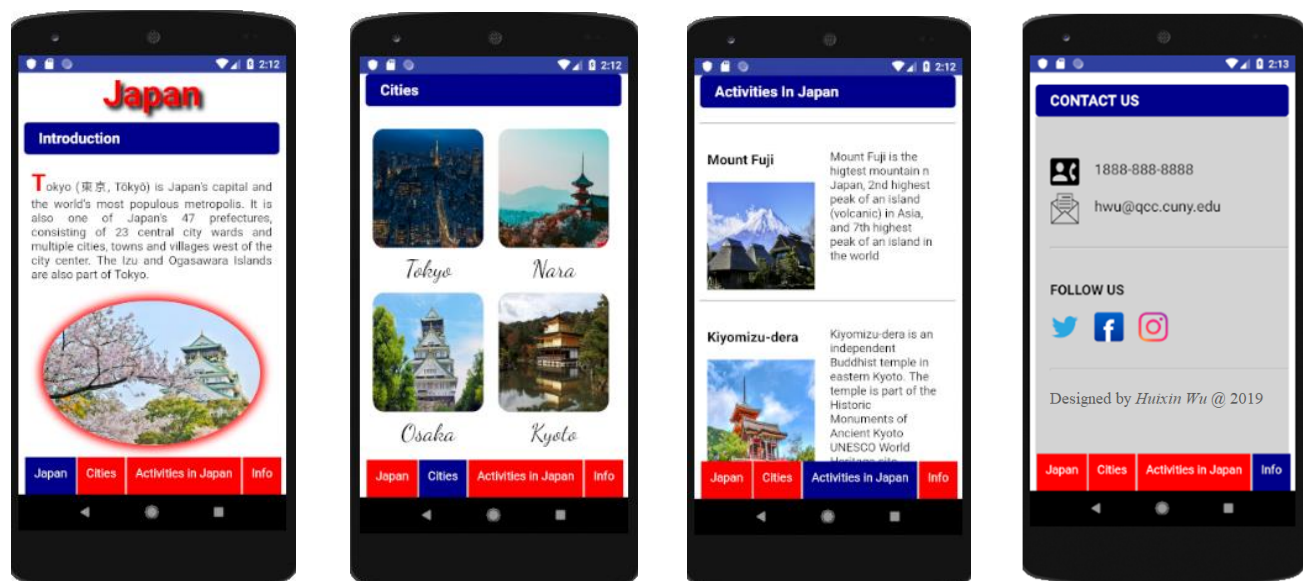 2:12
Japan
Introduction
Tokyo (東京, Tōkyō) is Japan's capital and
the world's most populous metropolis. It is
also one of Japan's 47 prefectures,
consisting of 23 central city wards and
multiple cities, towns and villages west of the
city center. The Izu and Ogasawara Islands
are also part of Tokyo.
Japan Cities Activities in Japan Info
2:12
Cities
Tokyo Nara
Osaka Kyoto
Japan Cities Activities in Japan Info
2:12
Activities In Japan
Mount Fuji
Mount Fuji is the
higtest mountain n
Japan, 2nd highest
peak of an island
(volcanic) in Asia,
and 7th highest
peak of an island in
the world
Kiyomizu-dera
Kiyomizu-dera is an
independent
Buddhist temple in
eastern Kyoto. The
temple is part of the
Historic
Monuments of
Ancient Kyoto
UNESCO World
Heritage site
Japan Cities Activities in Japan Info
2:13
CONTACT US
1888-888-8888
hwu@qcc.cuny.edu
FOLLOW US
Designed by Huixin Wu @ 2019
Japan Cities Activities in Japan Info